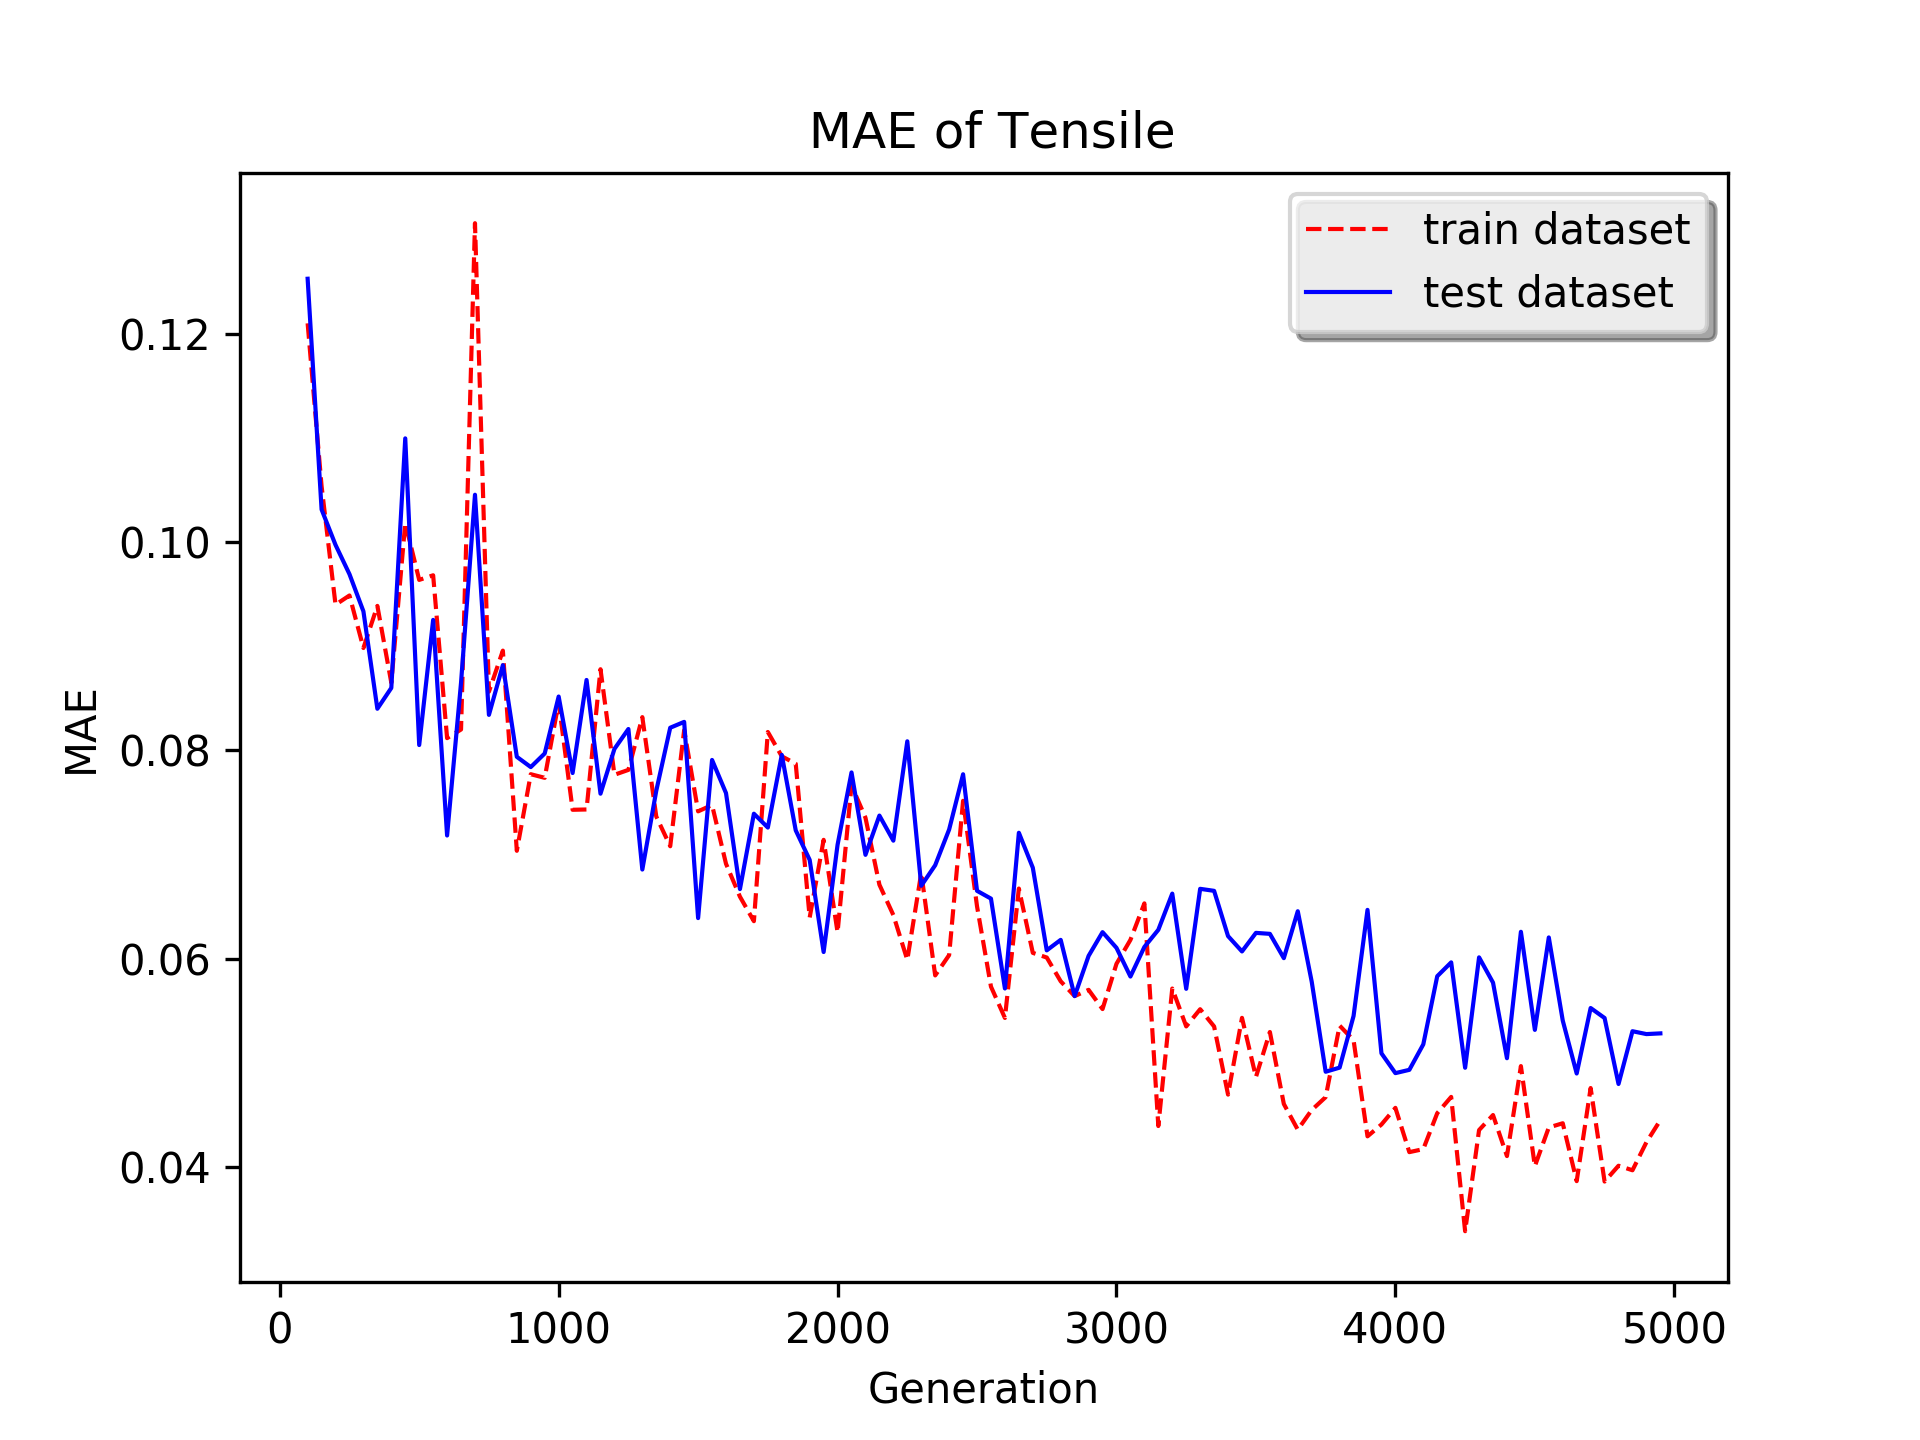 MAE of Tensile
train dataset
test dataset
MAE
0.12
0.10
0.08
0.06
0.04
0 1000 2000 3000 4000 5000
Generation